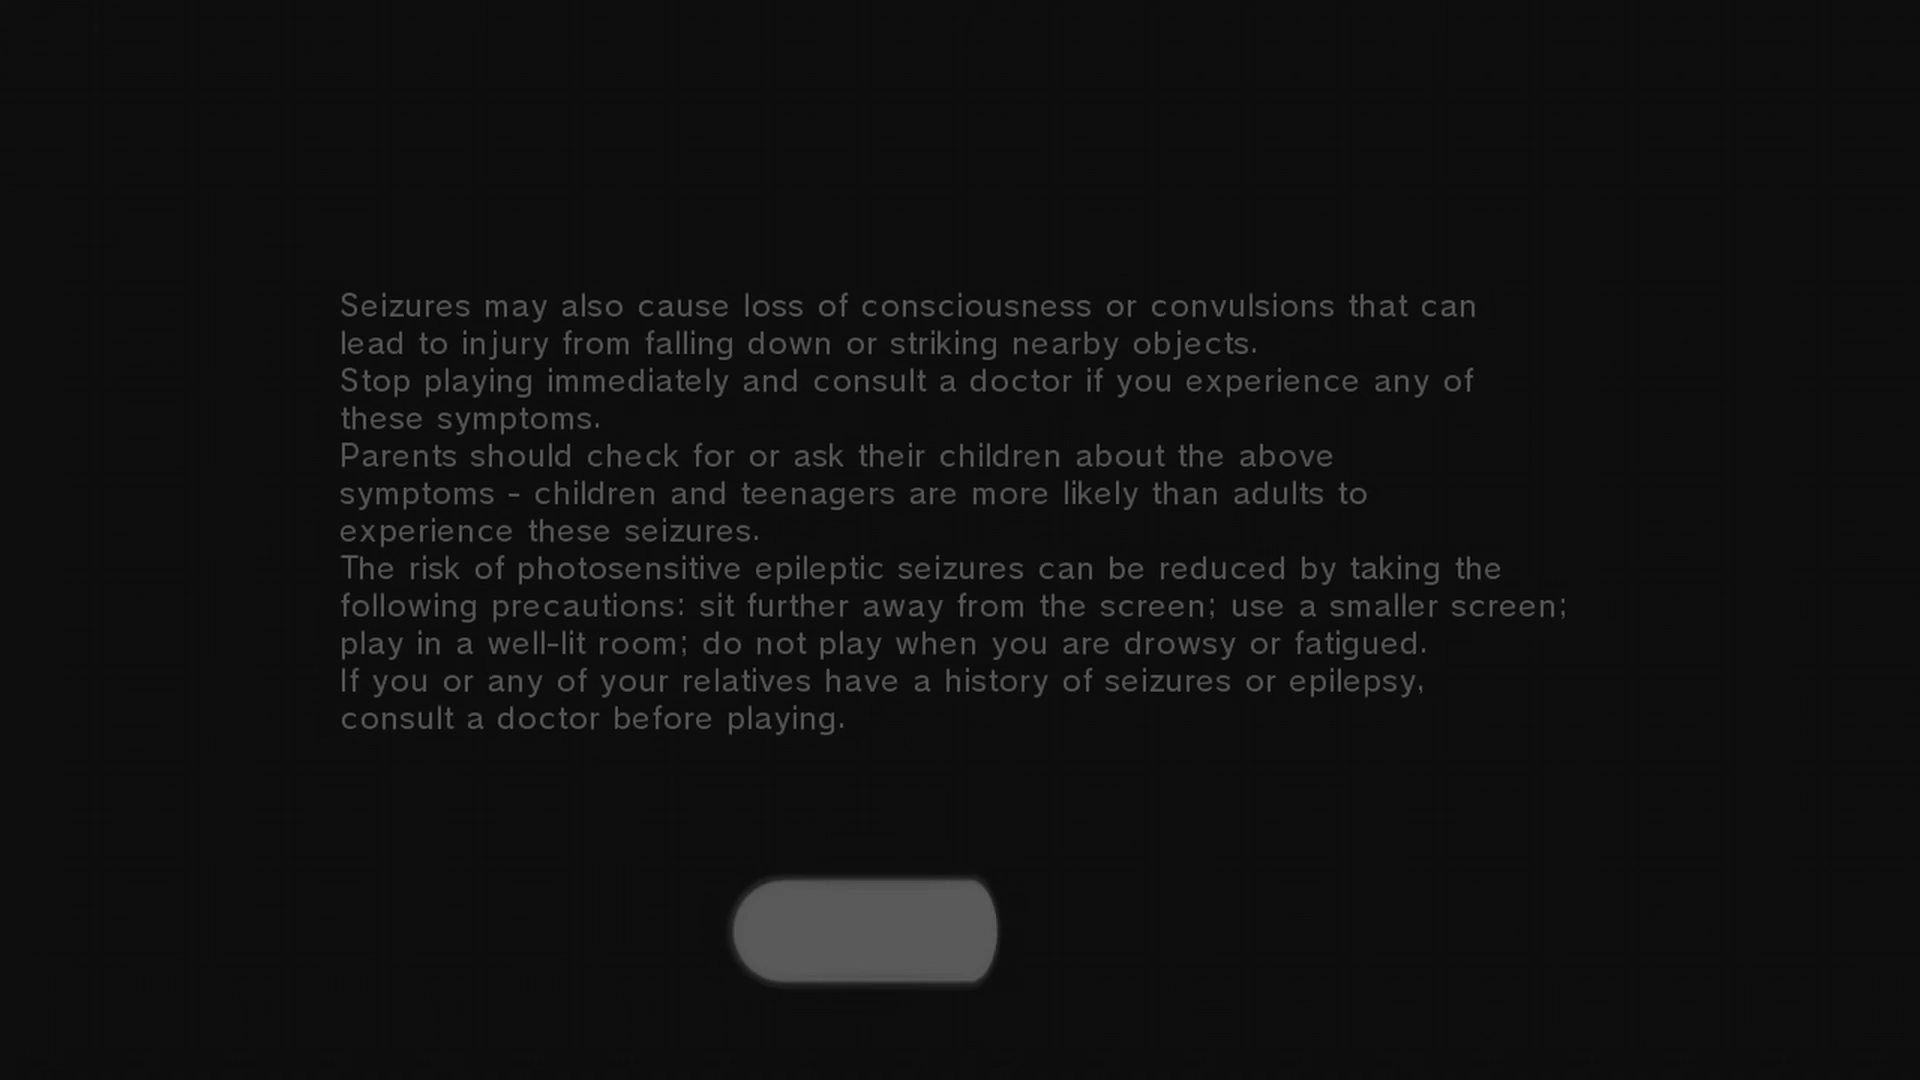 Seizures may also cause loss of consciousness or convulsions that can
lead to injury from falling down or striking nearby objects.
Stop playing immediately and consult a doctor if you experience any of
these symptoms.
Parents should check for or ask their children about the above
symptoms - children and teenagers are more likely than adults to
experience these seizures.
The risk of photosensitive epileptic seizures can be reduced by taking the
following precautions: sit further away from the screen; use a smaller screen;
play in a well-lit room; do not play when you are drowsy or fatigued.
If you or any of your relatives have a history of seizures or epilepsy,
consult a doctor before playing.